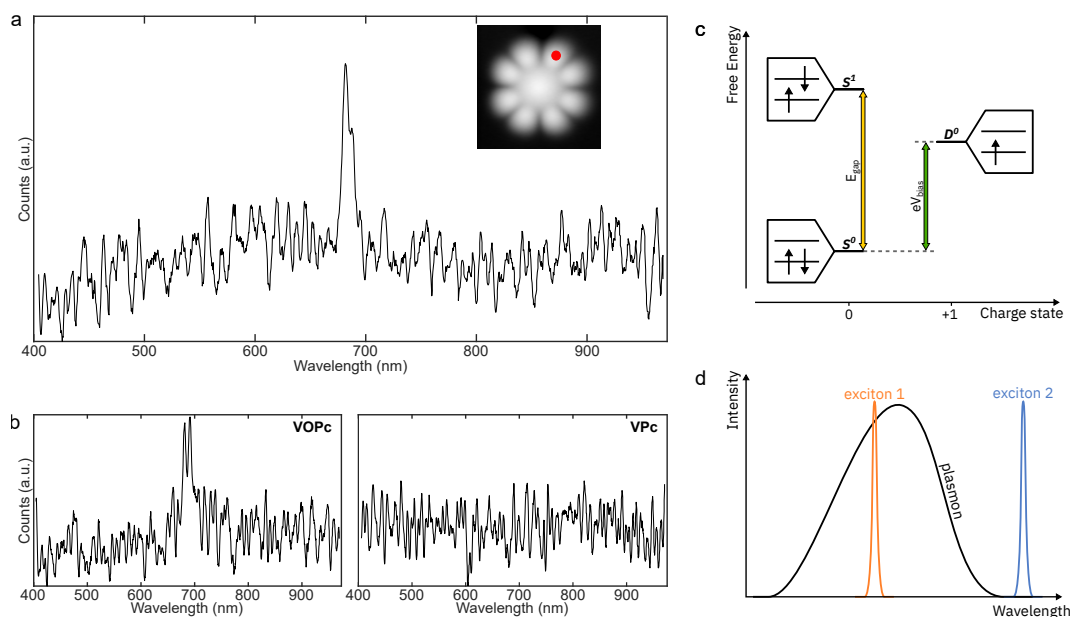 a
Counts (a.u.)
400 500 600 700 800 900
Wavelength (nm)
b
VOPc
Counts (a.u.)
400 500 600 700 800 900
Wavelength (nm)
VPc
400 500 600 700 800 900
Wavelength (nm)
c
Free Energy
S¹
D⁰
E_gap
eV_bias
S⁰
0 +1 Charge state
d
Intensity
exciton 1
exciton 2
plasmon
Wavelength